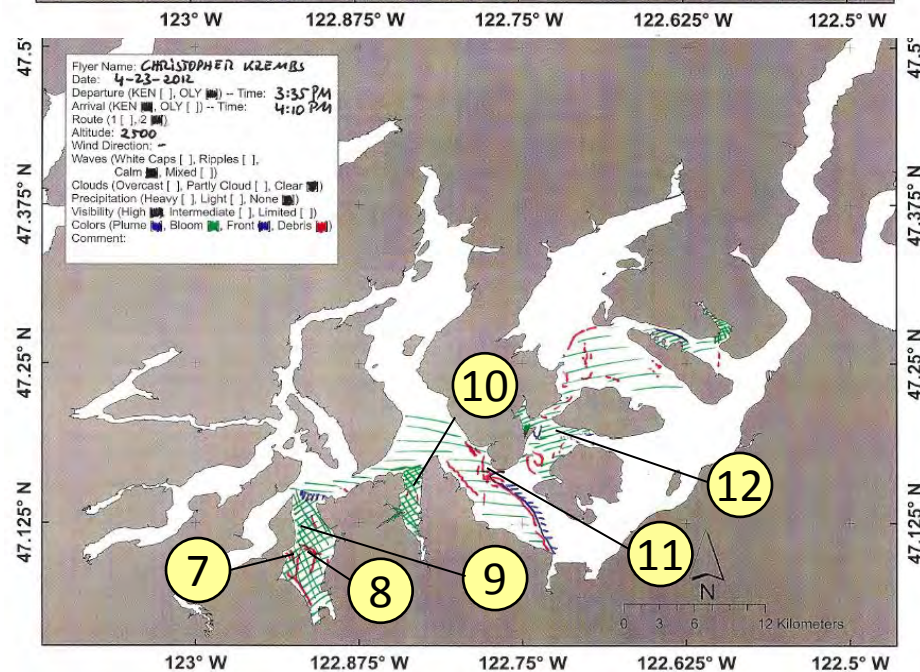 123° W 122.875° W 122.75° W 122.625° W 122.5° W
47.5° 47.5°
Flyer Name: CHRISTOPHER KREMBS
Date: 4-23-2012
Departure (KEN [ ], OLY [ ]) -- Time: 3:35 PM
Arrival (KEN [ ], OLY [ ]) -- Time: 4:10 PM
Route (1 [ ], 2 [ ])
Altitude: 2500
Wind Direction: -
Waves (White Caps [ ], Ripples [ ],
Calm [ ], Mixed [ ])
Clouds (Overcast [ ], Partly Cloud [ ], Clear [ ])
Precipitation (Heavy [ ], Light [ ], None [ ])
Visibility (High [ ], Intermediate [ ], Limited [ ])
Colors (Plume [ ], Bloom [ ], Front [ ], Debris [ ])
Comment:
47.375° N 47.375° N
47.25° N 47.25° N
10
12
47.125° N 47.125° N
7 8 9 11
N
0 3 6 12 Kilometers
123° W 122.875° W 122.75° W 122.625° W 122.5° W